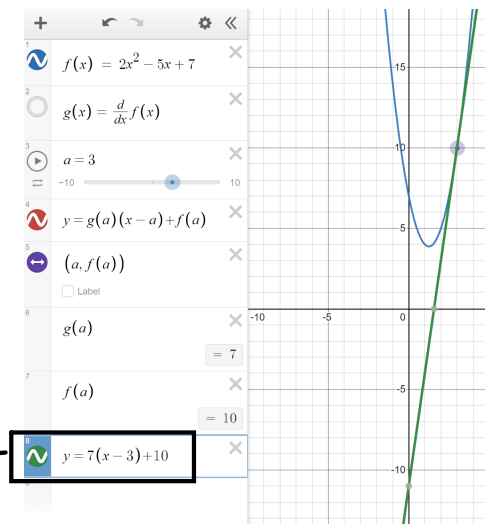 1
f(x) = 2x² − 5x + 7
2
g(x) = d/dx f(x)
3
a = 3
−10 10
4
y = g(a)(x − a) + f(a)
5
(a, f(a))
Label
6
g(a)
= 7
7
f(a)
= 10
8
y = 7(x − 3) + 10
9
15
10
5
-10 -5 0
-5
-10